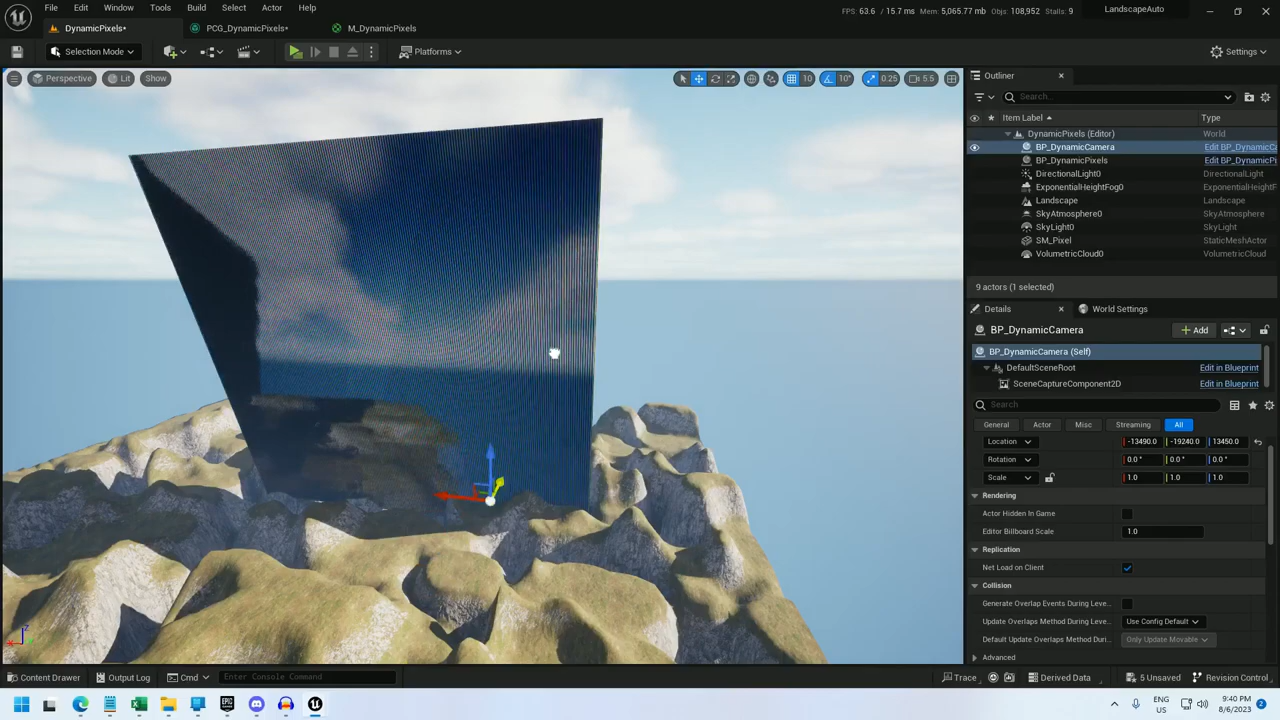 File Edit Window Tools Build Select Actor Help
FPS: 63.6 / 15.7 ms Mem: 5,065.77 mb Objs: 108,952 Stalls: 9
LandscapeAuto
DynamicPixels*
PCG_DynamicPixels*
M_DynamicPixels
Selection Mode
Platforms
Settings
Perspective
Lit
Show
10
10°
0.25
5.5
Outliner
Search...
Item Label
Type
DynamicPixels (Editor) World
BP_DynamicCamera Edit BP_DynamicC
BP_DynamicPixels Edit BP_DynamicPi
DirectionalLight0 DirectionalLight
ExponentialHeightFog0 ExponentialHeightF
Landscape Landscape
SkyAtmosphere0 SkyAtmosphere
SkyLight0 SkyLight
SM_Pixel StaticMeshActor
VolumetricCloud0 VolumetricCloud
9 actors (1 selected)
Details
World Settings
BP_DynamicCamera
Add
BP_DynamicCamera (Self)
DefaultSceneRoot Edit in Blueprint
SceneCaptureComponent2D Edit in Blueprint
Search
General Actor Misc Streaming All
Location -13490.0 -19240.0 13450.0
Rotation 0.0 ° 0.0 ° 0.0 °
Scale 1.0 1.0 1.0
Rendering
Actor Hidden In Game
Editor Billboard Scale 1.0
Replication
Net Load on Client
Collision
Generate Overlap Events During Leve...
Update Overlaps Method During Leve... Use Config Default
Default Update Overlaps Method Duri... Only Update Movable
Advanced
Content Drawer
Output Log
Cmd
Enter Console Command
Trace
Derived Data
5 Unsaved
Revision Control
ENG
US
9:40 PM
8/6/2023
2